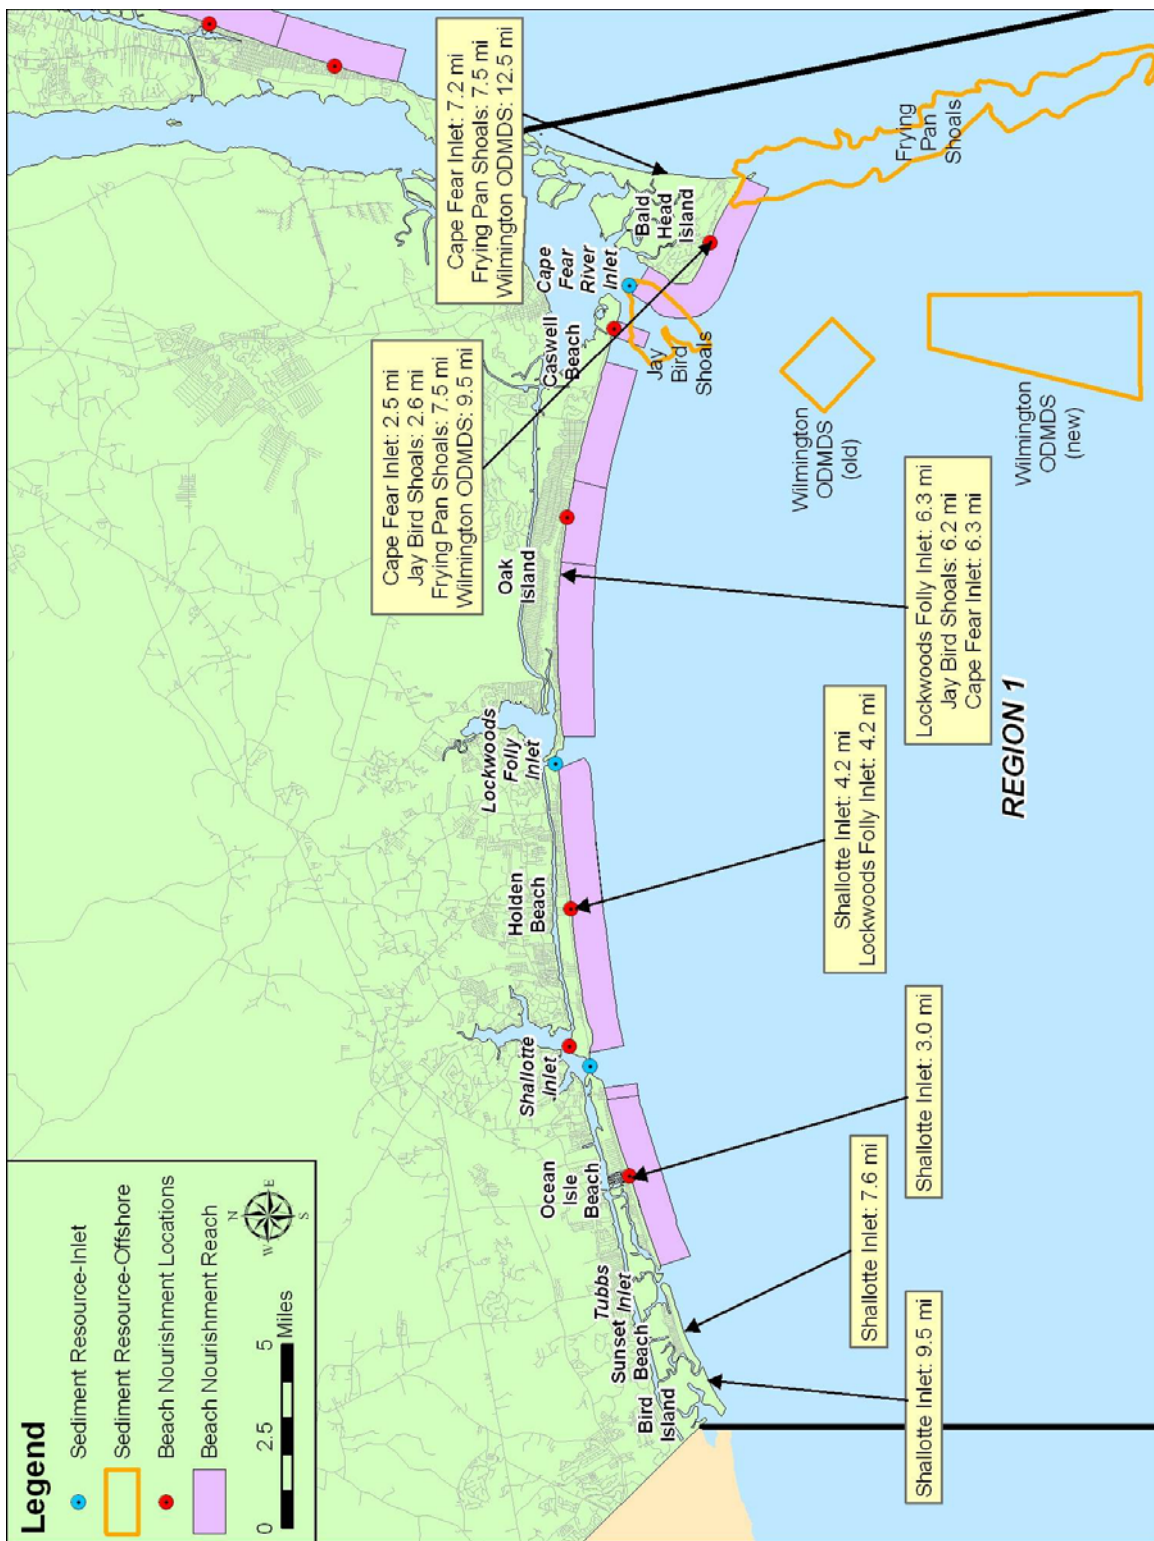 Legend
Sediment Resource-Inlet
Sediment Resource-Offshore
Beach Nourishment Locations
Beach Nourishment Reach
N
W
E
S
0
2.5
5
Miles
Cape Fear Inlet: 7.2 mi
Frying Pan Shoals: 7.5 mi
Wilmington ODMDS: 12.5 mi
Cape Fear Inlet: 2.5 mi
Jay Bird Shoals: 2.6 mi
Frying Pan Shoals: 7.5 mi
Wilmington ODMDS: 9.5 mi
Bald
Head
Island
Cape
Fear
River
Inlet
Caswell
Beach
Oak
Island
Lockwoods
Folly
Inlet
Holden
Beach
Shallotte
Inlet
Ocean
Isle
Beach
Tubbs
Inlet
Sunset
Beach
Bird
Island
Jay
Bird
Shoals
Frying
Pan
Shoals
Wilmington
ODMDS
(old)
Wilmington
ODMDS
(new)
Shallotte Inlet: 9.5 mi
Shallotte Inlet: 7.6 mi
Shallotte Inlet: 3.0 mi
Shallotte Inlet: 4.2 mi
Lockwoods Folly Inlet: 4.2 mi
Lockwoods Folly Inlet: 6.3 mi
Jay Bird Shoals: 6.2 mi
Cape Fear Inlet: 6.3 mi
REGION 1